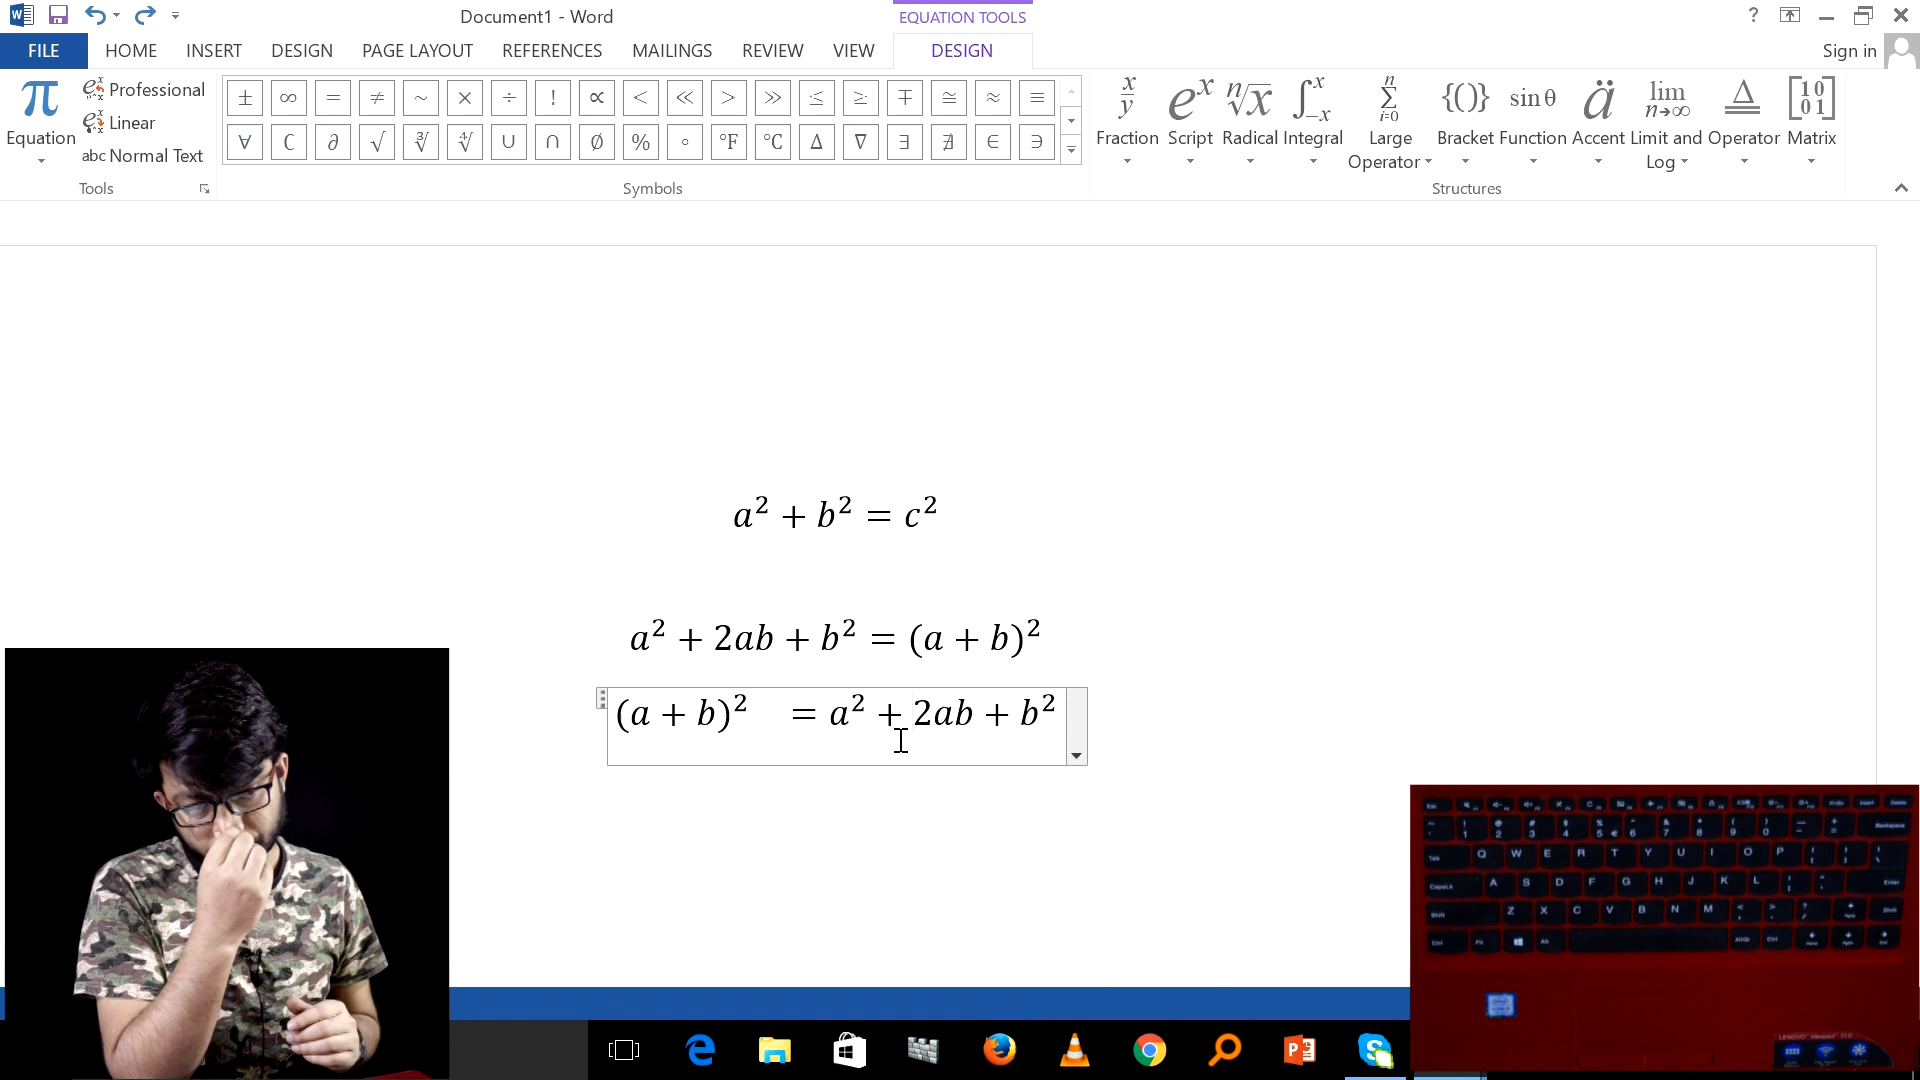 Document1 - Word
EQUATION TOOLS
?
FILE HOME INSERT DESIGN PAGE LAYOUT REFERENCES MAILINGS REVIEW VIEW DESIGN
Sign in
π Equation
Professional
Linear
abc Normal Text
Tools
± ∞ = ≠ ~ × ÷ ! ∝ < ≪ > ≫ ≤ ≥ ∓ ≅ ≈ ≡
∀ ∁ ∂ √ ∛ ∜ ∪ ∩ ∅ % ° °F °C ∆ ∇ ∃ ∄ ∈ ∋
Symbols
Fraction Script Radical Integral Large Operator Bracket Function Accent Limit and Log Operator Matrix
Structures
a² + b² = c²
a² + 2ab + b² = (a + b)²
(a + b)² = a² + 2ab + b²
Q W E R T Y U I O P
A S D F G H J K L
Z X C V B N M